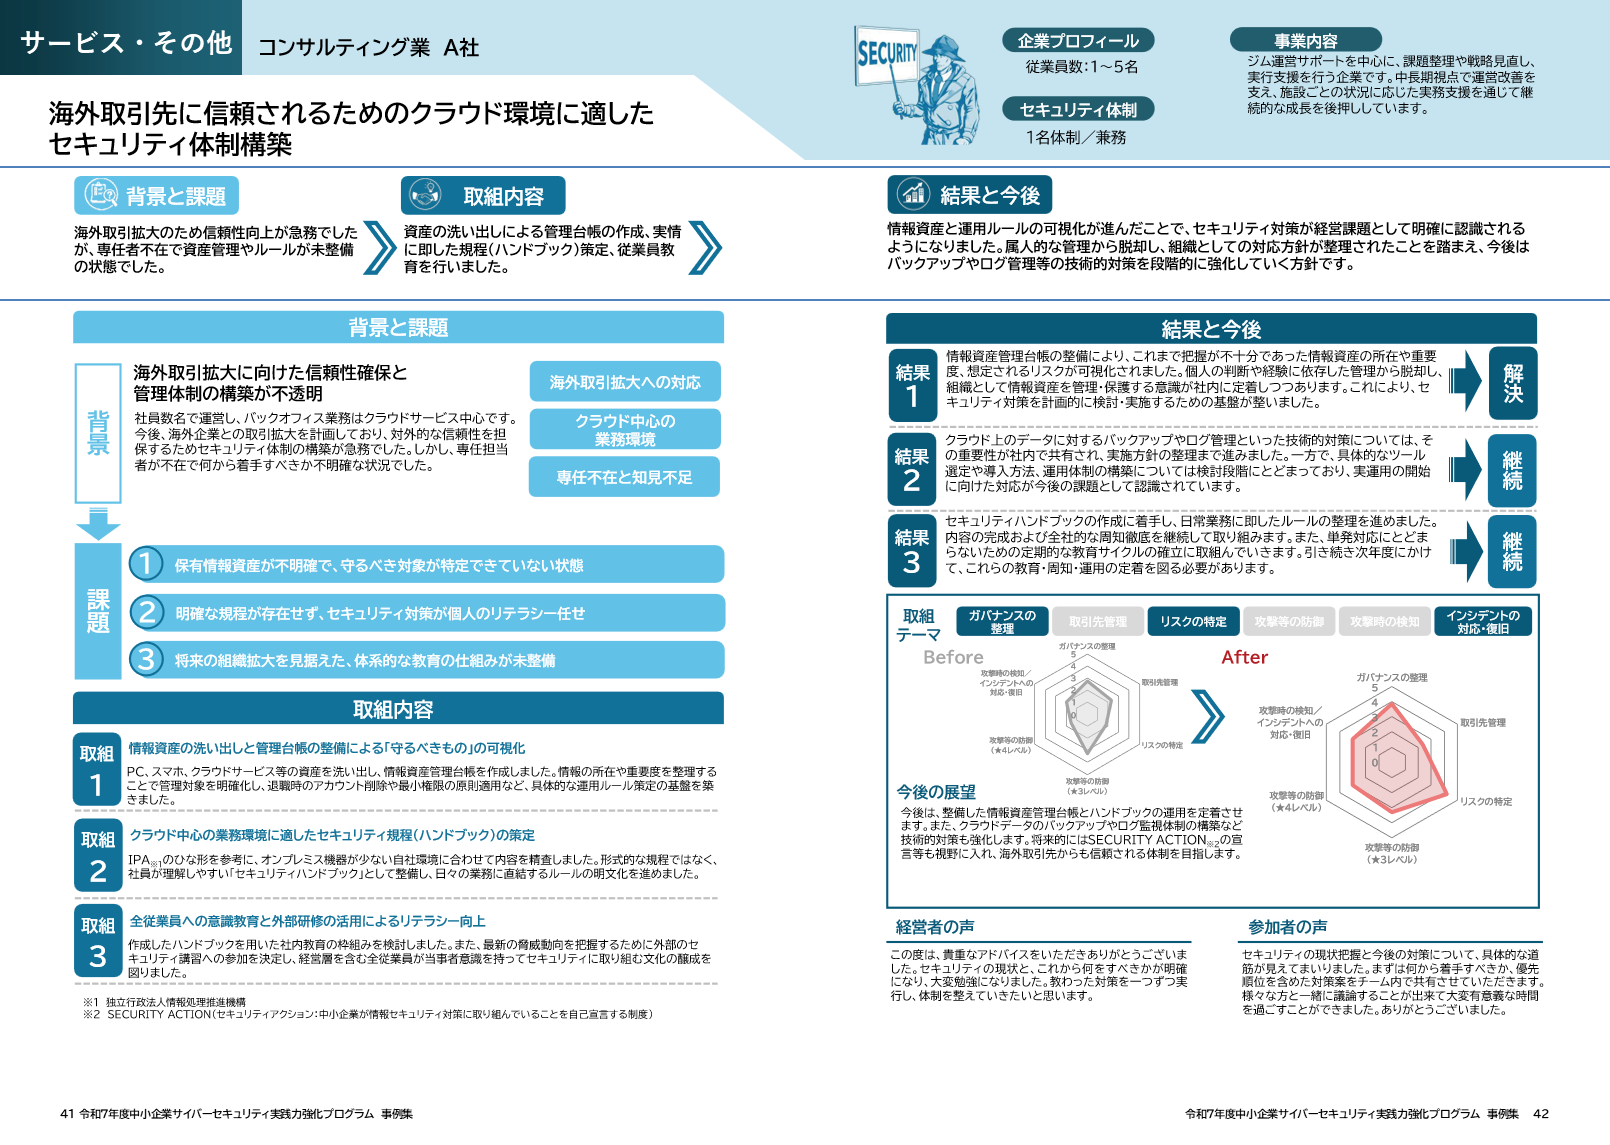 サービス・その他
コンサルティング業 A社
海外取引先に信頼されるためのクラウド環境に適した
セキュリティ体制構築
SECURITY
企業プロフィール
従業員数：1～5名
セキュリティ体制
1名体制／兼務
事業内容
ジム運営サポートを中心に、課題整理や戦略見直し、
実行支援を行う企業です。中長期視点で運営改善を
支え、施設ごとの状況に応じた実務支援を通じて継
続的な成長を後押ししています。
背景と課題
海外取引拡大のため信頼性向上が急務でした
が、専任者不在で資産管理やルールが未整備
の状態でした。
取組内容
資産の洗い出しによる管理台帳の作成、実情
に即した規程（ハンドブック）策定、従業員教
育を行いました。
結果と今後
情報資産と運用ルールの可視化が進んだことで、セキュリティ対策が経営課題として明確に認識される
ようになりました。属人的な管理から脱却し、組織としての対応方針が整理されたことを踏まえ、今後は
バックアップやログ管理等の技術的対策を段階的に強化していく方針です。
背景と課題
背景
海外取引拡大に向けた信頼性確保と
管理体制の構築が不透明
社員数名で運営し、バックオフィス業務はクラウドサービス中心です。
今後、海外企業との取引拡大を計画しており、対外的な信頼性を担
保するためセキュリティ体制の構築が急務でした。しかし、専任担当
者が不在で何から着手すべきか不明確な状況でした。
海外取引拡大への対応
クラウド中心の
業務環境
専任不在と知見不足
課題
1 保有情報資産が不明確で、守るべき対象が特定できていない状態
2 明確な規程が存在せず、セキュリティ対策が個人のリテラシー任せ
3 将来の組織拡大を見据えた、体系的な教育の仕組みが未整備
取組内容
取組
1
情報資産の洗い出しと管理台帳の整備による「守るべきもの」の可視化
PC、スマホ、クラウドサービス等の資産を洗い出し、情報資産管理台帳を作成しました。情報の所在や重要度を整理する
ことで管理対象を明確化し、退職時のアカウント削除や最小権限の原則適用など、具体的な運用ルール策定の基盤を築
きました。
取組
2
クラウド中心の業務環境に適したセキュリティ規程（ハンドブック）の策定
IPA※1のひな形を参考に、オンプレミス機器が少ない自社環境に合わせて内容を精査しました。形式的な規程ではなく、
社員が理解しやすい「セキュリティハンドブック」として整備し、日々の業務に直結するルールの明文化を進めました。
取組
3
全従業員への意識教育と外部研修の活用によるリテラシー向上
作成したハンドブックを用いた社内教育の枠組みを検討しました。また、最新の脅威動向を把握するために外部のセ
キュリティ講習への参加を決定し、経営層を含む全従業員が当事者意識を持ってセキュリティに取り組む文化の醸成を
図りました。
※1 独立行政法人情報処理推進機構
※2 SECURITY ACTION（セキュリティアクション：中小企業が情報セキュリティ対策に取り組んでいることを自己宣言する制度）
41 令和7年度中小企業サイバーセキュリティ実践力強化プログラム 事例集
結果と今後
結果
1
情報資産管理台帳の整備により、これまで把握が不十分であった情報資産の所在や重要
度、想定されるリスクが可視化されました。個人の判断や経験に依存した管理から脱却し、
組織として情報資産を管理・保護する意識が社内に定着しつつあります。これにより、セ
キュリティ対策を計画的に検討・実施するための基盤が整いました。
解決
結果
2
クラウド上のデータに対するバックアップやログ管理といった技術的対策については、そ
の重要性が社内で共有され、実施方針の整理まで進みました。一方で、具体的なツール
選定や導入方法、運用体制の構築については検討段階にとどまっており、実運用の開始
に向けた対応が今後の課題として認識されています。
継続
結果
3
セキュリティハンドブックの作成に着手し、日常業務に即したルールの整理を進めました。
内容の完成および全社的な周知徹底を継続して取り組みます。また、単発対応にとどま
らないための定期的な教育サイクルの確立に取組んでいきます。引き続き次年度にかけ
て、これらの教育・周知・運用の定着を図る必要があります。
継続
取組
テーマ
ガバナンスの
整理
取引先管理
リスクの特定
攻撃等の防御
攻撃時の検知
インシデントの
対応・復旧
Before
ガバナンスの整理
5
4
3
2
1
0
取引先管理
リスクの特定
攻撃等の防御
（★3レベル）
攻撃等の防御
（★4レベル）
攻撃時の検知／
インシデントへの
対応・復旧
After
ガバナンスの整理
5
4
3
2
1
0
取引先管理
リスクの特定
攻撃等の防御
（★3レベル）
攻撃等の防御
（★4レベル）
攻撃時の検知／
インシデントへの
対応・復旧
今後の展望
今後は、整備した情報資産管理台帳とハンドブックの運用を定着させ
ます。また、クラウドデータのバックアップやログ監視体制の構築など
技術的対策も強化します。将来的にはSECURITY ACTION※2の宣
言等も視野に入れ、海外取引先からも信頼される体制を目指します。
経営者の声
この度は、貴重なアドバイスをいただきありがとうございま
した。セキュリティの現状と、これから何をすべきかが明確
になり、大変勉強になりました。教わった対策を一つずつ実
行し、体制を整えていきたいと思います。
参加者の声
セキュリティの現状把握と今後の対策について、具体的な道
筋が見えてまいりました。まずは何から着手すべきか、優先
順位を含めた対策案をチーム内で共有させていただきます。
様々な方と一緒に議論することが出来て大変有意義な時間
を過ごすことができました。ありがとうございました。
令和7年度中小企業サイバーセキュリティ実践力強化プログラム 事例集 42